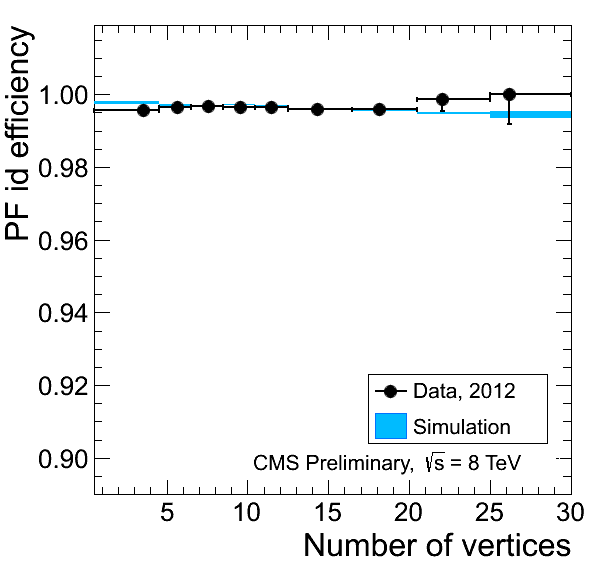 PF id efficiency
1.00
0.98
0.96
0.94
0.92
0.90
Data, 2012
Simulation
CMS Preliminary, √s = 8 TeV
5 10 15 20 25 30
Number of vertices